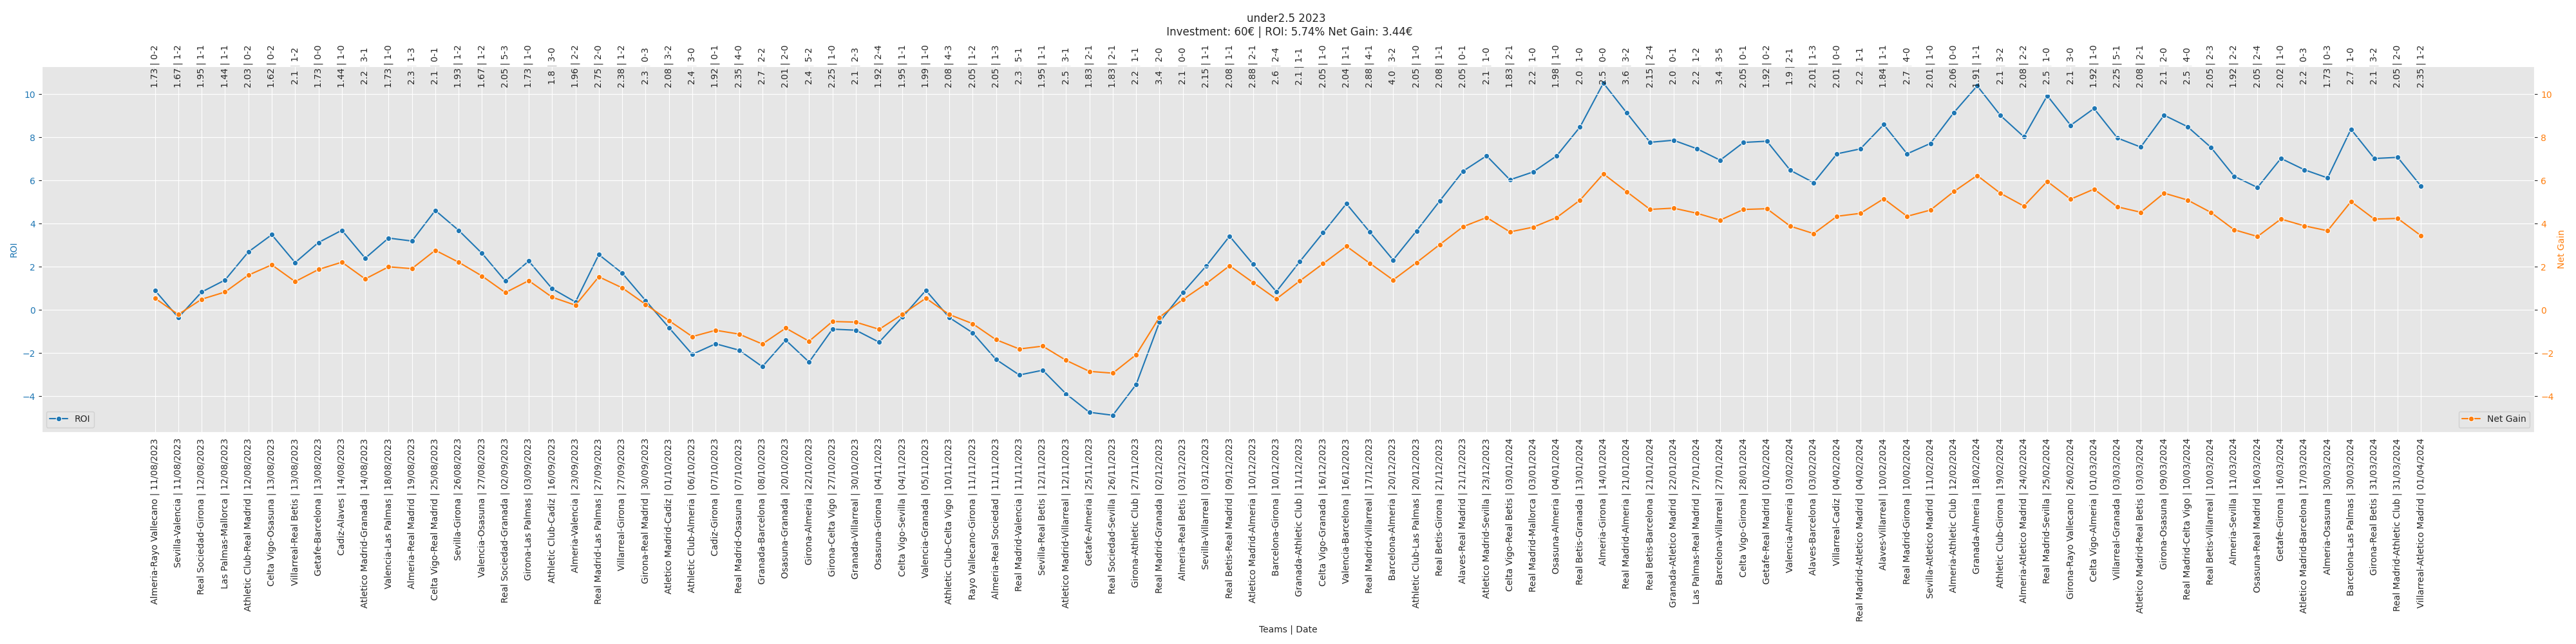 under2.5 2023
Investment: 60€ | ROI: 5.74% Net Gain: 3.44€
1.73 | 0-2
1.67 | 1-2
1.95 | 1-1
1.44 | 1-1
2.03 | 0-2
1.62 | 0-2
2.1 | 1-2
1.73 | 0-0
1.44 | 1-0
2.2 | 3-1
1.73 | 1-0
2.3 | 1-3
2.1 | 0-1
1.93 | 1-2
1.67 | 1-2
2.05 | 5-3
1.73 | 1-0
1.8 | 3-0
1.96 | 2-2
2.75 | 2-0
2.38 | 1-2
2.3 | 0-3
2.08 | 3-2
2.4 | 3-0
1.92 | 0-1
2.35 | 4-0
2.7 | 2-2
2.01 | 2-0
2.4 | 5-2
2.25 | 1-0
2.1 | 2-3
1.92 | 2-4
1.95 | 1-1
1.99 | 1-0
2.08 | 4-3
2.05 | 1-2
2.05 | 1-3
2.3 | 5-1
1.95 | 1-1
2.5 | 3-1
1.83 | 2-1
1.83 | 2-1
2.2 | 1-1
3.4 | 2-0
2.1 | 0-0
2.15 | 1-1
2.08 | 1-1
2.88 | 2-1
2.6 | 2-4
2.1 | 1-1
2.05 | 1-0
2.04 | 1-1
2.88 | 4-1
4.0 | 3-2
2.05 | 1-0
2.08 | 1-1
2.05 | 0-1
2.1 | 1-0
1.83 | 2-1
2.2 | 1-0
1.98 | 1-0
2.0 | 1-0
2.5 | 0-0
3.6 | 3-2
2.15 | 2-4
2.0 | 0-1
2.2 | 1-2
3.4 | 3-5
2.05 | 0-1
1.92 | 0-2
1.9 | 2-1
2.01 | 1-3
2.01 | 0-0
2.2 | 1-1
1.84 | 1-1
2.7 | 4-0
2.01 | 1-0
2.06 | 0-0
1.91 | 1-1
2.1 | 3-2
2.08 | 2-2
2.5 | 1-0
2.1 | 3-0
1.92 | 1-0
2.25 | 5-1
2.08 | 2-1
2.1 | 2-0
2.5 | 4-0
2.05 | 2-3
1.92 | 2-2
2.05 | 2-4
2.02 | 1-0
2.2 | 0-3
1.73 | 0-3
2.7 | 1-0
2.1 | 3-2
2.05 | 2-0
2.35 | 1-2
10
8
6
4
2
0
−2
−4
ROI
10
8
6
4
2
0
−2
−4
Net Gain
ROI
Net Gain
Almeria-Rayo Vallecano | 11/08/2023
Sevilla-Valencia | 11/08/2023
Real Sociedad-Girona | 12/08/2023
Las Palmas-Mallorca | 12/08/2023
Athletic Club-Real Madrid | 12/08/2023
Celta Vigo-Osasuna | 13/08/2023
Villarreal-Real Betis | 13/08/2023
Getafe-Barcelona | 13/08/2023
Cadiz-Alaves | 14/08/2023
Atletico Madrid-Granada | 14/08/2023
Valencia-Las Palmas | 18/08/2023
Almeria-Real Madrid | 19/08/2023
Celta Vigo-Real Madrid | 25/08/2023
Sevilla-Girona | 26/08/2023
Valencia-Osasuna | 27/08/2023
Real Sociedad-Granada | 02/09/2023
Girona-Las Palmas | 03/09/2023
Athletic Club-Cadiz | 16/09/2023
Almeria-Valencia | 23/09/2023
Real Madrid-Las Palmas | 27/09/2023
Villarreal-Girona | 27/09/2023
Girona-Real Madrid | 30/09/2023
Atletico Madrid-Cadiz | 01/10/2023
Athletic Club-Almeria | 06/10/2023
Cadiz-Girona | 07/10/2023
Real Madrid-Osasuna | 07/10/2023
Granada-Barcelona | 08/10/2023
Osasuna-Granada | 20/10/2023
Girona-Almeria | 22/10/2023
Girona-Celta Vigo | 27/10/2023
Granada-Villarreal | 30/10/2023
Osasuna-Girona | 04/11/2023
Celta Vigo-Sevilla | 04/11/2023
Valencia-Granada | 05/11/2023
Athletic Club-Celta Vigo | 10/11/2023
Rayo Vallecano-Girona | 11/11/2023
Almeria-Real Sociedad | 11/11/2023
Real Madrid-Valencia | 11/11/2023
Sevilla-Real Betis | 12/11/2023
Atletico Madrid-Villarreal | 12/11/2023
Getafe-Almeria | 25/11/2023
Real Sociedad-Sevilla | 26/11/2023
Girona-Athletic Club | 27/11/2023
Real Madrid-Granada | 02/12/2023
Almeria-Real Betis | 03/12/2023
Sevilla-Villarreal | 03/12/2023
Real Betis-Real Madrid | 09/12/2023
Atletico Madrid-Almeria | 10/12/2023
Barcelona-Girona | 10/12/2023
Granada-Athletic Club | 11/12/2023
Celta Vigo-Granada | 16/12/2023
Valencia-Barcelona | 16/12/2023
Real Madrid-Villarreal | 17/12/2023
Barcelona-Almeria | 20/12/2023
Athletic Club-Las Palmas | 20/12/2023
Real Betis-Girona | 21/12/2023
Alaves-Real Madrid | 21/12/2023
Atletico Madrid-Sevilla | 23/12/2023
Celta Vigo-Real Betis | 03/01/2024
Real Madrid-Mallorca | 03/01/2024
Osasuna-Almeria | 04/01/2024
Real Betis-Granada | 13/01/2024
Almeria-Girona | 14/01/2024
Real Madrid-Almeria | 21/01/2024
Real Betis-Barcelona | 21/01/2024
Granada-Atletico Madrid | 22/01/2024
Las Palmas-Real Madrid | 27/01/2024
Barcelona-Villarreal | 27/01/2024
Celta Vigo-Girona | 28/01/2024
Getafe-Real Madrid | 01/02/2024
Valencia-Almeria | 03/02/2024
Alaves-Barcelona | 03/02/2024
Villarreal-Cadiz | 04/02/2024
Real Madrid-Atletico Madrid | 04/02/2024
Alaves-Villarreal | 10/02/2024
Real Madrid-Girona | 10/02/2024
Sevilla-Atletico Madrid | 11/02/2024
Almeria-Athletic Club | 12/02/2024
Granada-Almeria | 18/02/2024
Athletic Club-Girona | 19/02/2024
Almeria-Atletico Madrid | 24/02/2024
Real Madrid-Sevilla | 25/02/2024
Girona-Rayo Vallecano | 26/02/2024
Celta Vigo-Almeria | 01/03/2024
Villarreal-Granada | 03/03/2024
Atletico Madrid-Real Betis | 03/03/2024
Girona-Osasuna | 09/03/2024
Real Madrid-Celta Vigo | 10/03/2024
Real Betis-Villarreal | 10/03/2024
Almeria-Sevilla | 11/03/2024
Osasuna-Real Madrid | 16/03/2024
Getafe-Girona | 16/03/2024
Atletico Madrid-Barcelona | 17/03/2024
Almeria-Osasuna | 30/03/2024
Barcelona-Las Palmas | 30/03/2024
Girona-Real Betis | 31/03/2024
Real Madrid-Athletic Club | 31/03/2024
Villarreal-Atletico Madrid | 01/04/2024
Teams | Date